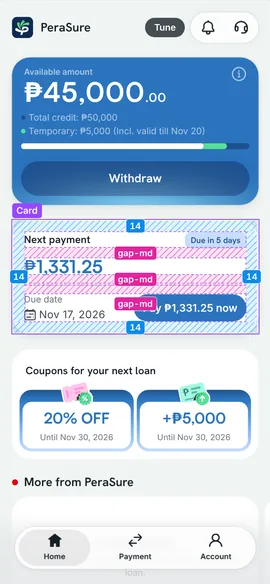 PeraSure
Tune
Available amount
₱45,000.00
Total credit: ₱50,000
Temporary: ₱5,000 (Incl. valid till Nov 20)
Withdraw
Card
14
Next payment
Due in 5 days
gap-md
₱1,331.25
14
14
gap-md
Due date
gap-md
Nov 17, 2026
₱1,331.25 now
14
Coupons for your next loan
20% OFF
Until Nov 30, 2026
+₱5,000
Until Nov 30, 2026
More from PeraSure
Home
Payment
Account
loan.